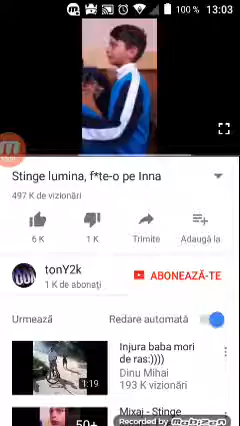 100 % 13:03
Stinge lumina, f*te-o pe Inna
497 K de vizionări
6 K 1 K Trimite Adaugă la
tonY2k
1 K de abonați
ABONEAZĂ-TE
Urmează Redare automată
Injura baba mori
de ras:))))
Dinu Mihai
193 K vizionări
1:19
Mixaj - Stinge
50+
Recorded by MobiZen